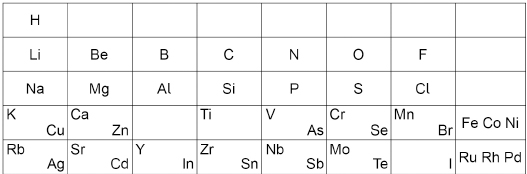 H
Li Be B C N O F
Na Mg Al Si P S Cl
K Ca Ti V Cr Mn Fe Co Ni
Cu Zn As Se Br
Rb Sr Y Zr Nb Mo Ru Rh Pd
Ag Cd In Sn Sb Te I